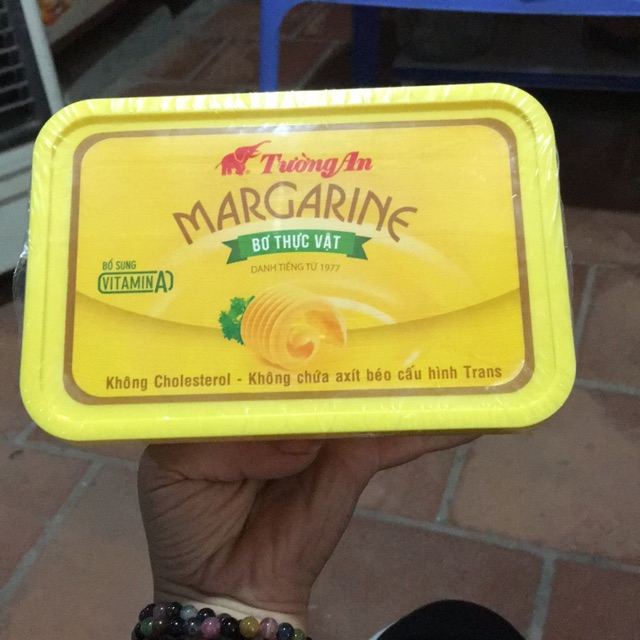 Tường An
MARGARINE
BƠ THỰC VẬT
DANH TIẾNG TỪ 1977
BỔ SUNG
VITAMIN A
Không Cholesterol - Không chứa axít béo cấu hình Trans